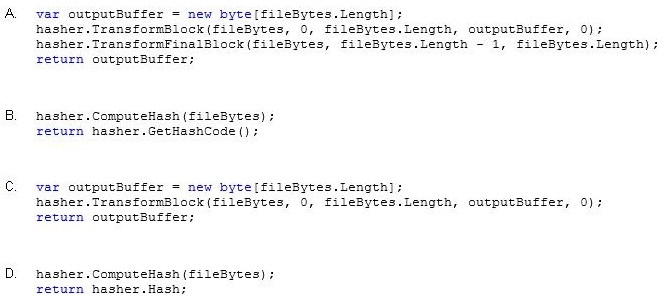 A. var outputBuffer = new byte[fileBytes.Length];
hasher.TransformBlock(fileBytes, 0, fileBytes.Length, outputBuffer, 0);
hasher.TransformFinalBlock(fileBytes, fileBytes.Length - 1, fileBytes.Length);
return outputBuffer;
B. hasher.ComputeHash(fileBytes);
return hasher.GetHashCode();
C. var outputBuffer = new byte[fileBytes.Length];
hasher.TransformBlock(fileBytes, 0, fileBytes.Length, outputBuffer, 0);
return outputBuffer;
D. hasher.ComputeHash(fileBytes);
return hasher.Hash;